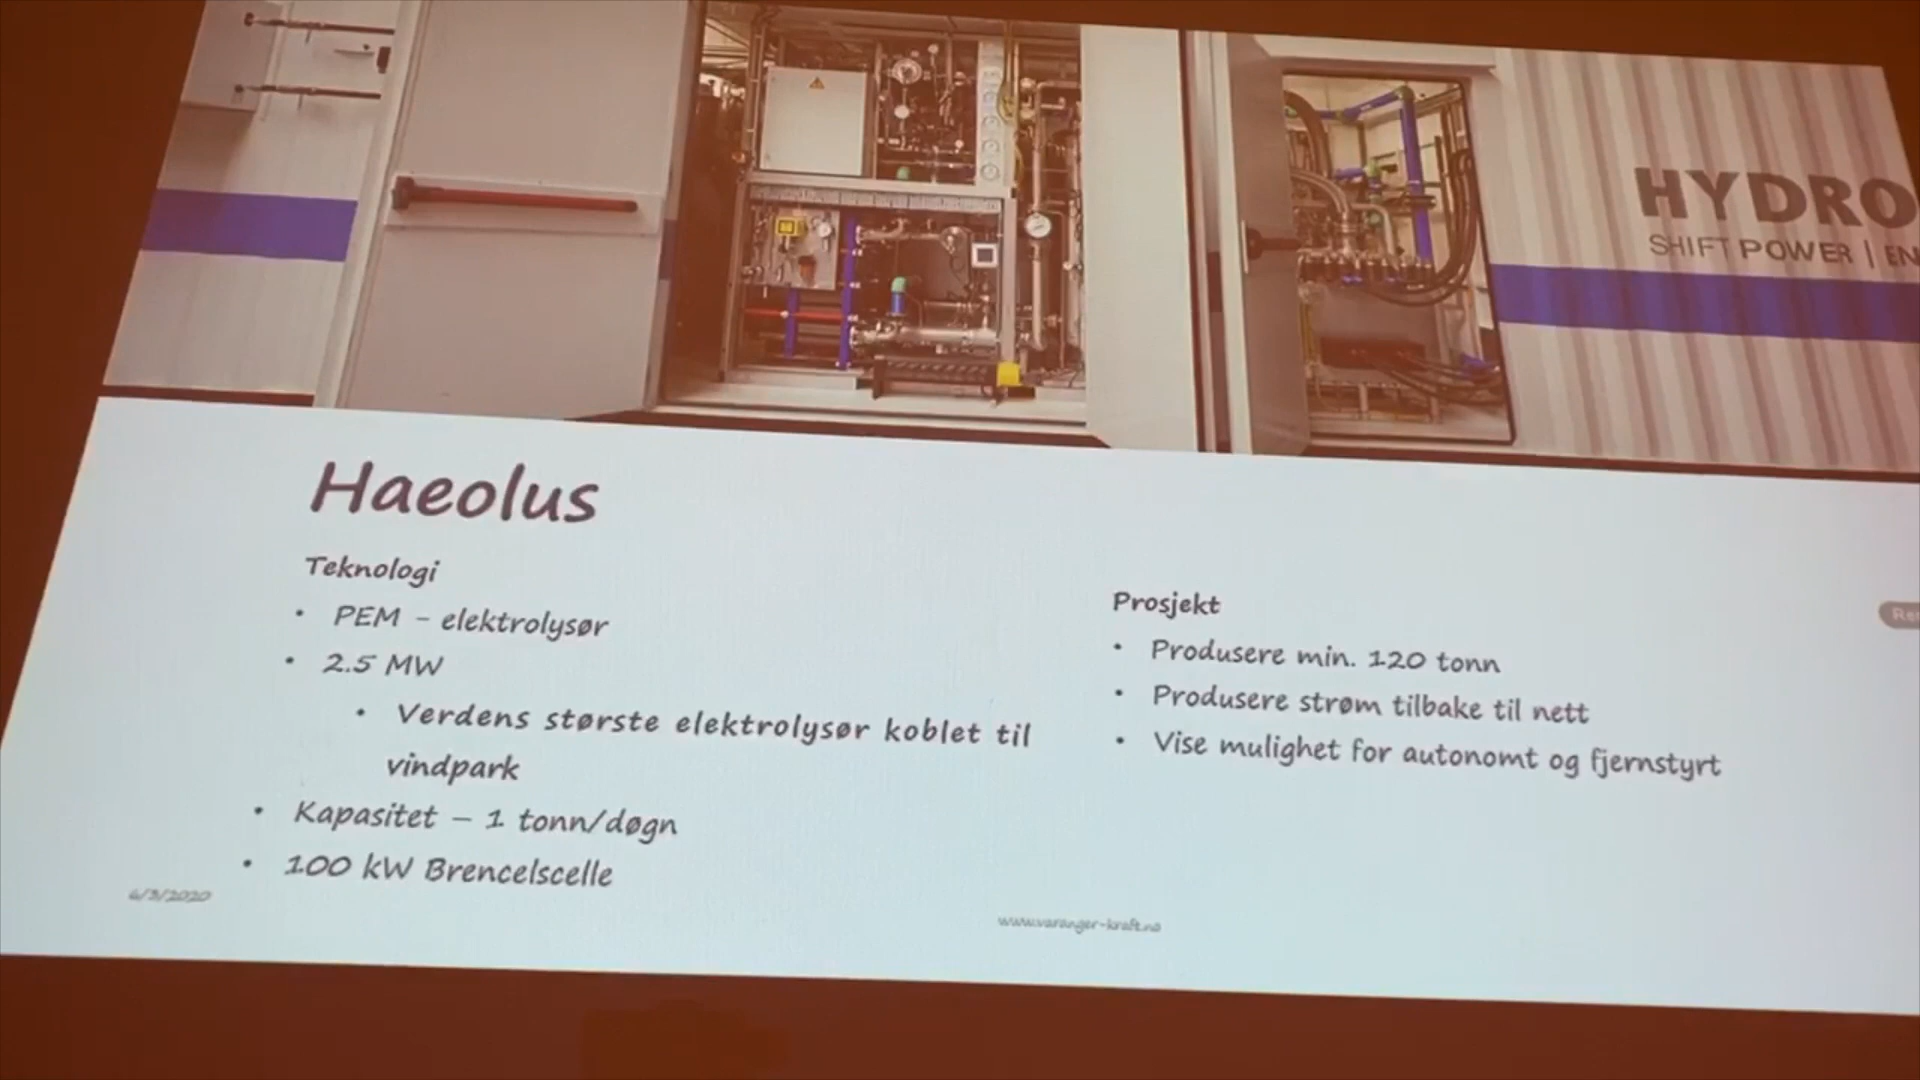 HYDRO
SHIFT POWER | EN
Haeolus
Teknologi
• PEM - elektrolysør
• 2.5 MW
• Verdens største elektrolysør koblet til
vindpark
• Kapasitet – 1 tonn/døgn
• 100 kW Brencelscelle
Prosjekt
• Produsere min. 120 tonn
• Produsere strøm tilbake til nett
• Vise mulighet for autonomt og fjernstyrt
6/3/2020
www.varanger-kraft.no